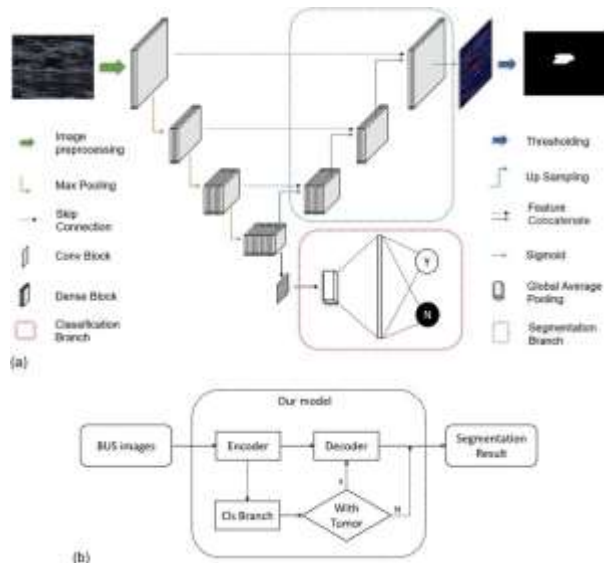 Image
preprocessing
Max Pooling
Skip
Connection
Conv Block
Dense Block
Classification
Branch
(a)
Y
N
Thresholding
Up Sampling
Feature
Concatenate
Sigmoid
Global Average
Pooling
Segmentation
Branch
Our model
BUS images
Encoder
Decoder
Segmentation
Result
Cls Branch
With
Tumor
N
(b)